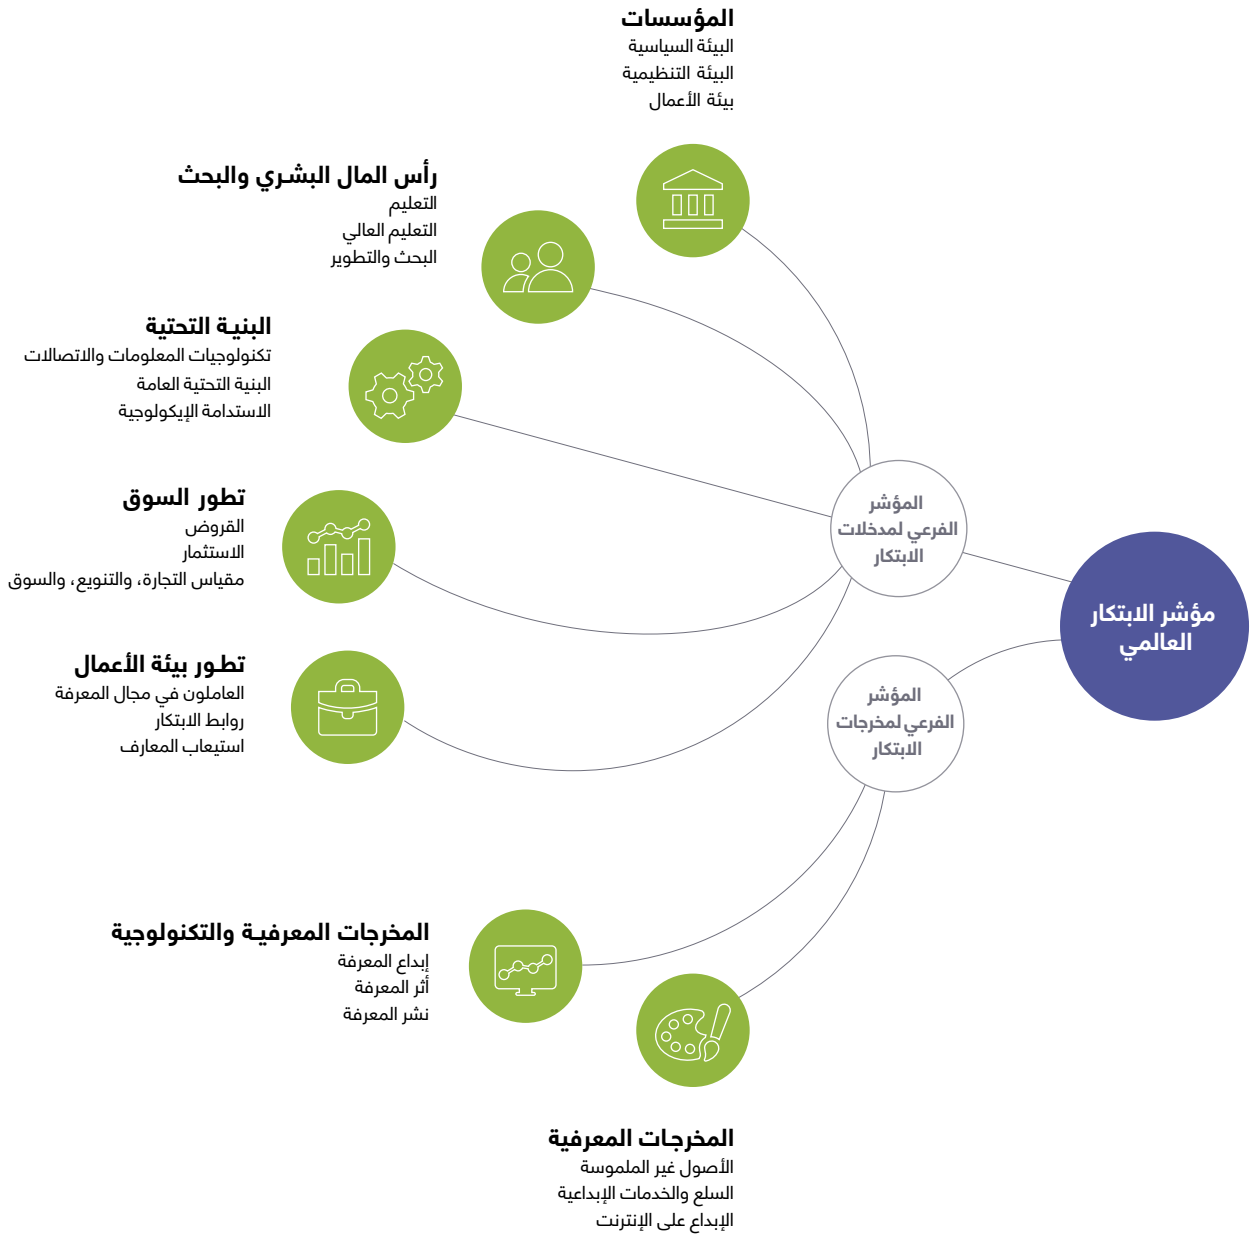 المؤسسات
البيئة السياسية
البيئة التنظيمية
بيئة الأعمال
رأس المال البشري والبحث
التعليم
التعليم العالي
البحث والتطوير
البنية التحتية
تكنولوجيات المعلومات والاتصالات
البنية التحتية العامة
الاستدامة الإيكولوجية
تطور السوق
القروض
الاستثمار
مقياس التجارة، والتنويع، والسوق
تطور بيئة الأعمال
العاملون في مجال المعرفة
روابط الابتكار
استيعاب المعارف
المؤشر
الفرعي لمدخلات
الابتكار
مؤشر الابتكار
العالمي
المؤشر
الفرعي لمخرجات
الابتكار
المخرجات المعرفية والتكنولوجية
إبداع المعرفة
أثر المعرفة
نشر المعرفة
المخرجات المعرفية
الأصول غير الملموسة
السلع والخدمات الإبداعية
الإبداع على الإنترنت